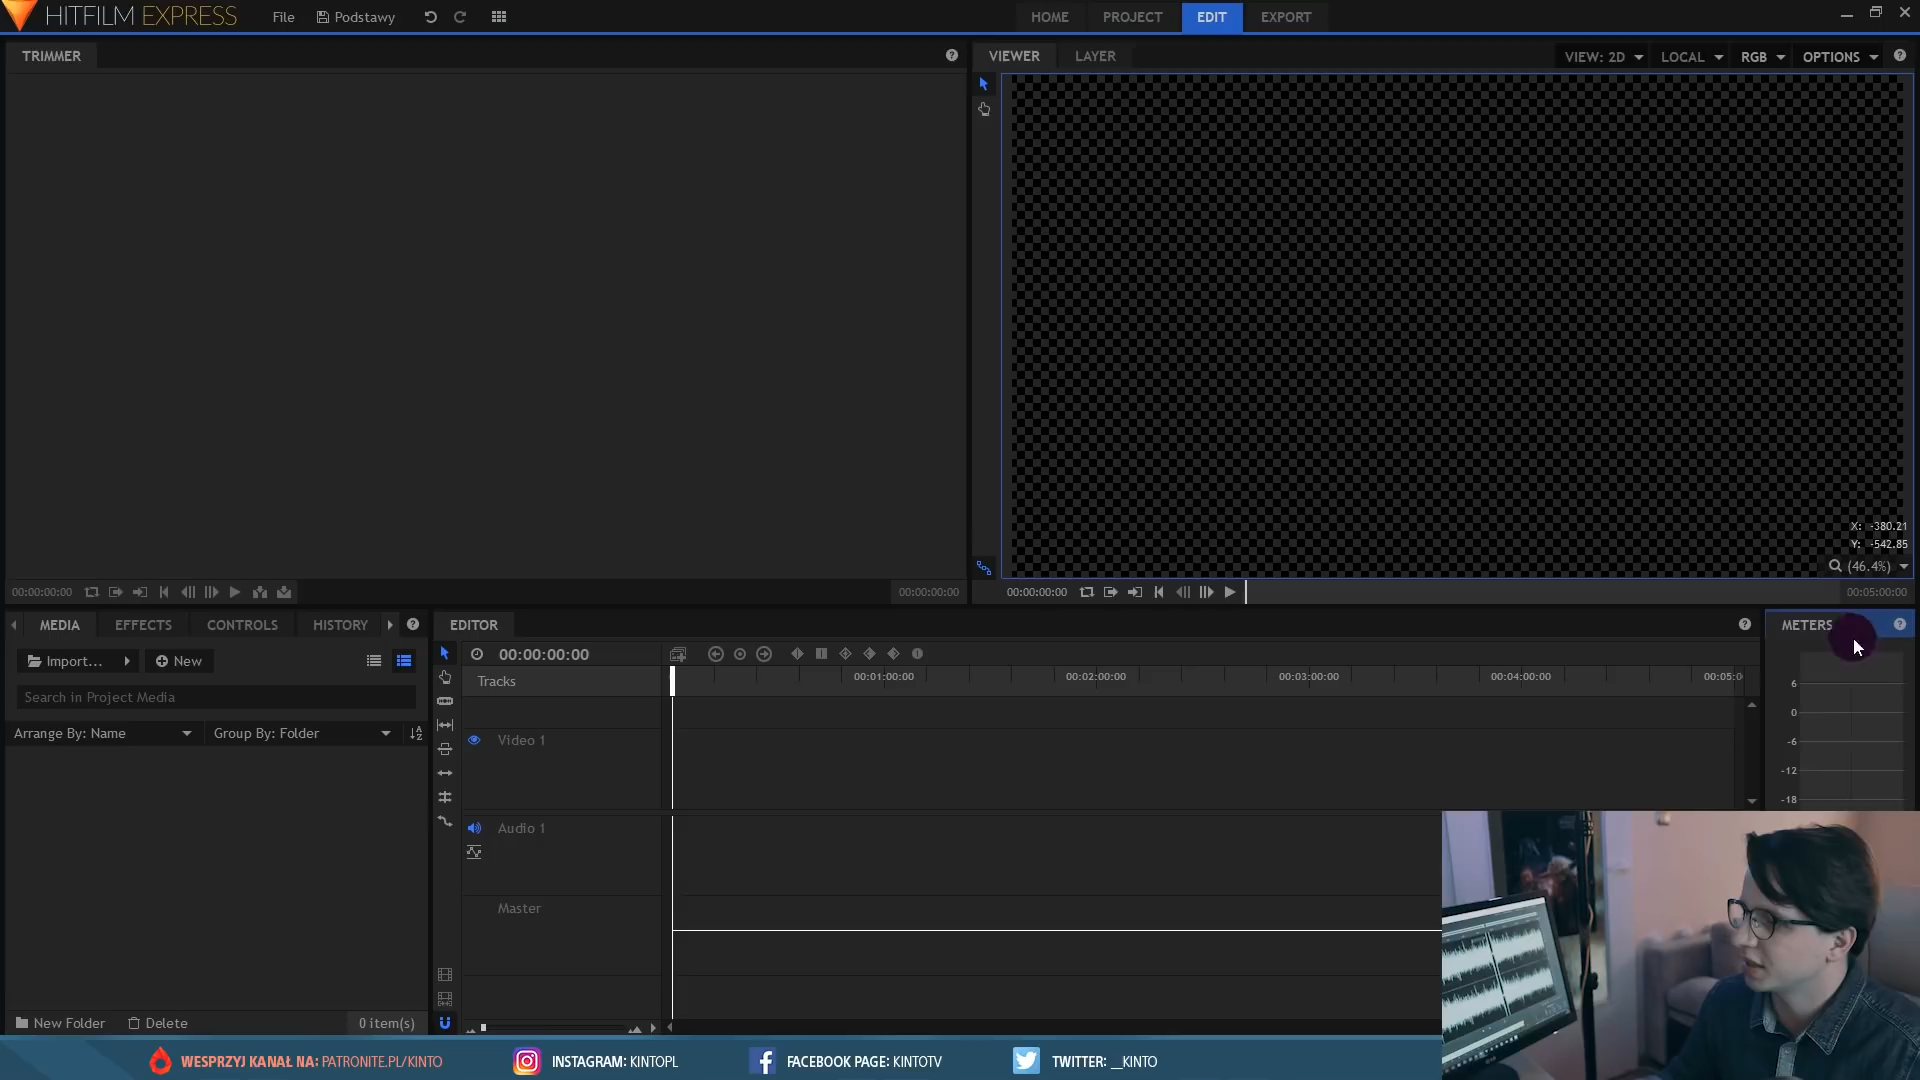 HITFILM EXPRESS
File
Podstawy
HOME
PROJECT
EDIT
EXPORT
TRIMMER
VIEWER
LAYER
VIEW: 2D
LOCAL
RGB
OPTIONS
X: -380.21
Y: -542.85
(46.4%)
00:00:00:00
00:00:00:00
00:00:00:00
00:05:00:00
MEDIA
EFFECTS
CONTROLS
HISTORY
EDITOR
METERS
Import...
New
00:00:00:00
Search in Project Media
Tracks
00:01:00:00
00:02:00:00
00:03:00:00
00:04:00:00
00:05:0
Arrange By: Name
Group By: Folder
Video 1
Audio 1
Master
6
0
-6
-12
-18
New Folder
Delete
0 item(s)
WESPRZYJ KANAŁ NA: PATRONITE.PL/KINTO
INSTAGRAM: KINTOPL
FACEBOOK PAGE: KINTOTV
TWITTER: __KINTO